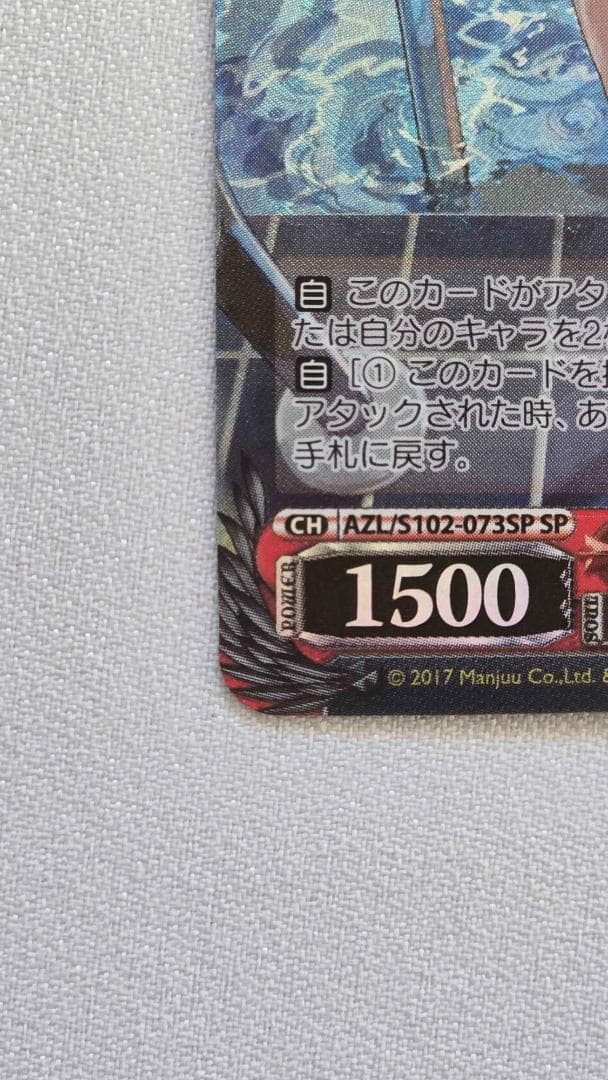 自 このカードがアタ
たは自分のキャラを2
自 [① このカードを
アタックされた時、あ
手札に戻す。
CH AZL/S102-073SP SP
POWER 1500 SOUL
© 2017 Manjuu Co.,Ltd. &